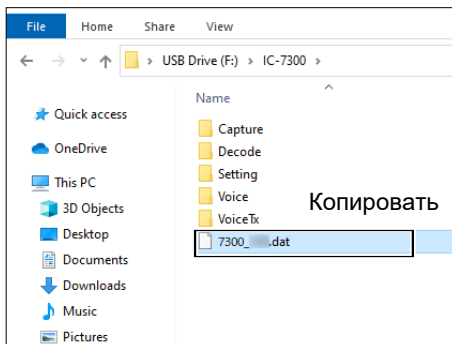 File Home Share View
USB Drive (F:) > IC-7300 >
Name
Quick access
OneDrive
This PC
3D Objects
Desktop
Documents
Downloads
Music
Pictures
Capture
Decode
Setting
Voice
VoiceTx
7300_ .dat
Копировать